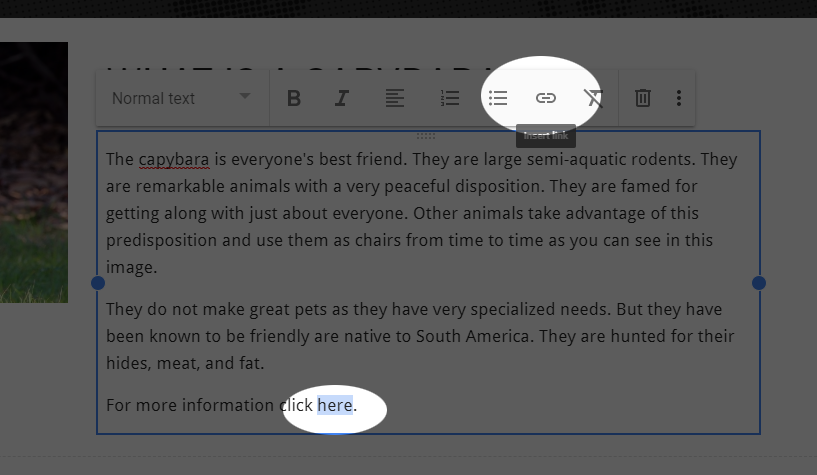 WHAT IS A CAPYBARA
Normal text
Insert link
The capybara is everyone's best friend. They are large semi-aquatic rodents. They
are remarkable animals with a very peaceful disposition. They are famed for
getting along with just about everyone. Other animals take advantage of this
predisposition and use them as chairs from time to time as you can see in this
image.
They do not make great pets as they have very specialized needs. But they have
been known to be friendly are native to South America. They are hunted for their
hides, meat, and fat.
For more information click here.